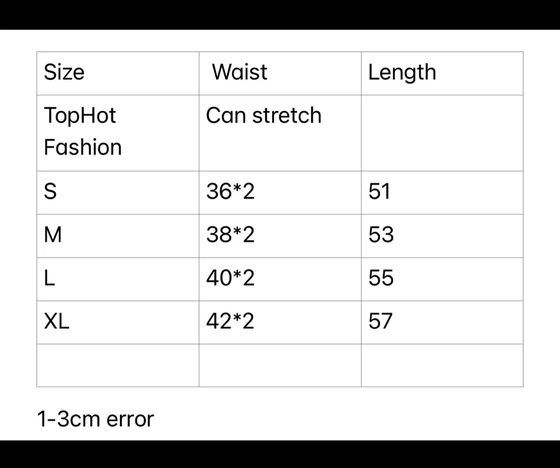 Size Waist Length
TopHot Can stretch
Fashion
S 36*2 51
M 38*2 53
L 40*2 55
XL 42*2 57
1-3cm error